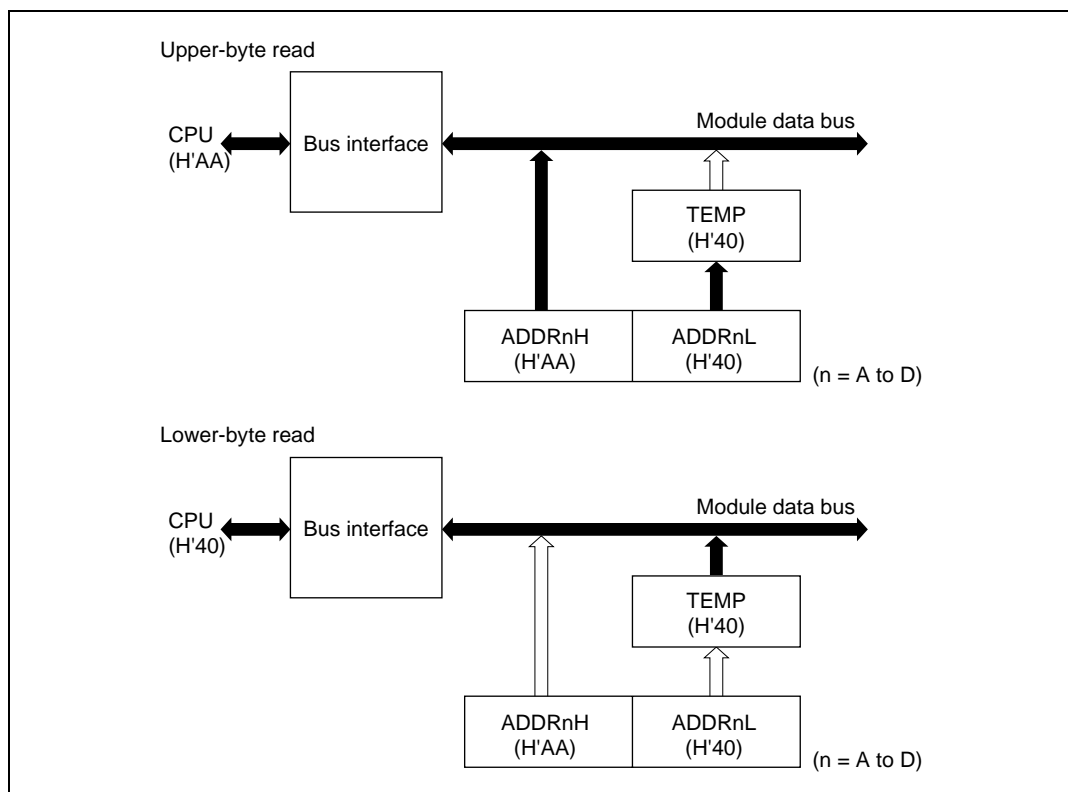 Upper-byte read
CPU
(H'AA)
Bus interface
Module data bus
TEMP
(H'40)
ADDRnH
(H'AA)
ADDRnL
(H'40)
(n = A to D)
Lower-byte read
CPU
(H'40)
Bus interface
Module data bus
TEMP
(H'40)
ADDRnH
(H'AA)
ADDRnL
(H'40)
(n = A to D)